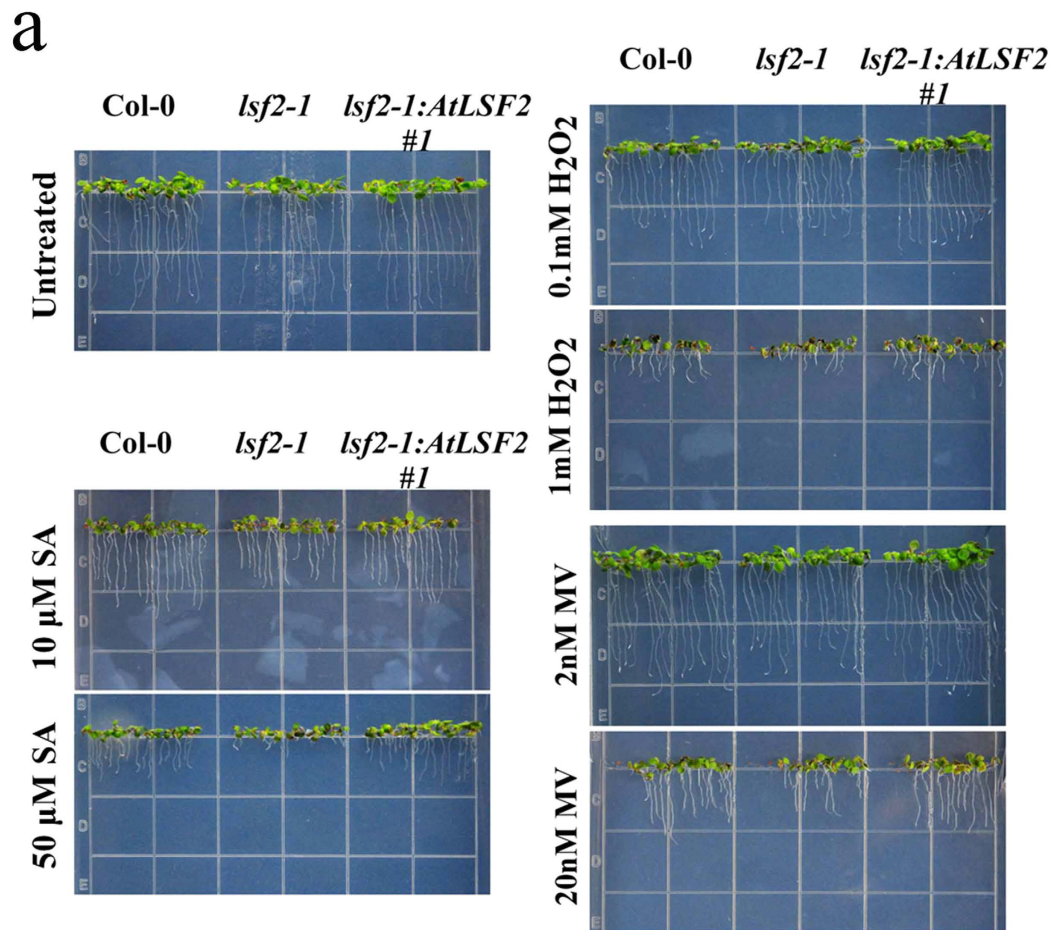 a
Col-0 lsf2-1 lsf2-1:AtLSF2
#1
Untreated
B
C
D
E
Col-0 lsf2-1 lsf2-1:AtLSF2
#1
10 µM SA
B
C
D
E
50 µM SA
B
C
D
E
Col-0 lsf2-1 lsf2-1:AtLSF2
#1
0.1mM H2O2
B
C
D
E
1mM H2O2
B
C
D
2nM MV
B
C
D
E
20nM MV
B
C
D
E